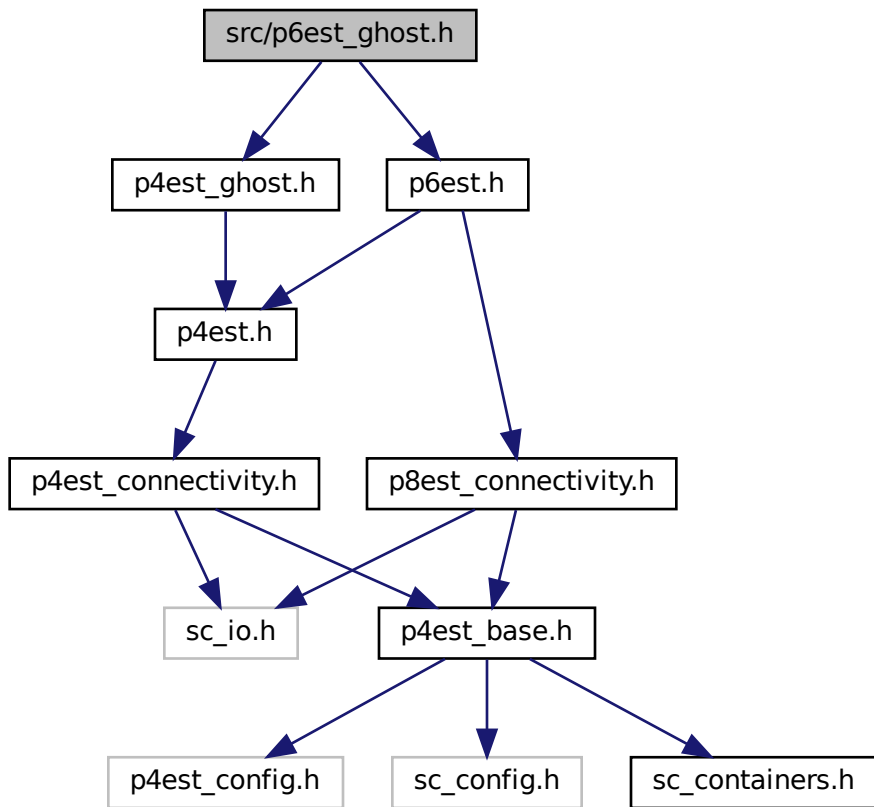 src/p6est_ghost.h
p4est_ghost.h
p6est.h
p4est.h
p4est_connectivity.h
p8est_connectivity.h
sc_io.h
p4est_base.h
p4est_config.h
sc_config.h
sc_containers.h